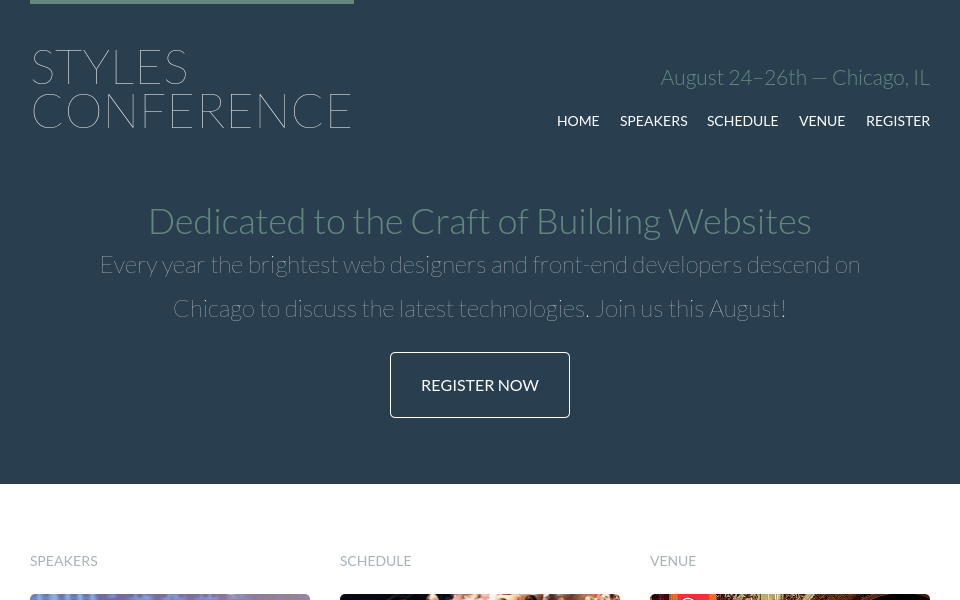 STYLES
CONFERENCE
August 24–26th — Chicago, IL
HOME SPEAKERS SCHEDULE VENUE REGISTER
Dedicated to the Craft of Building Websites
Every year the brightest web designers and front-end developers descend on
Chicago to discuss the latest technologies. Join us this August!
REGISTER NOW
SPEAKERS SCHEDULE VENUE